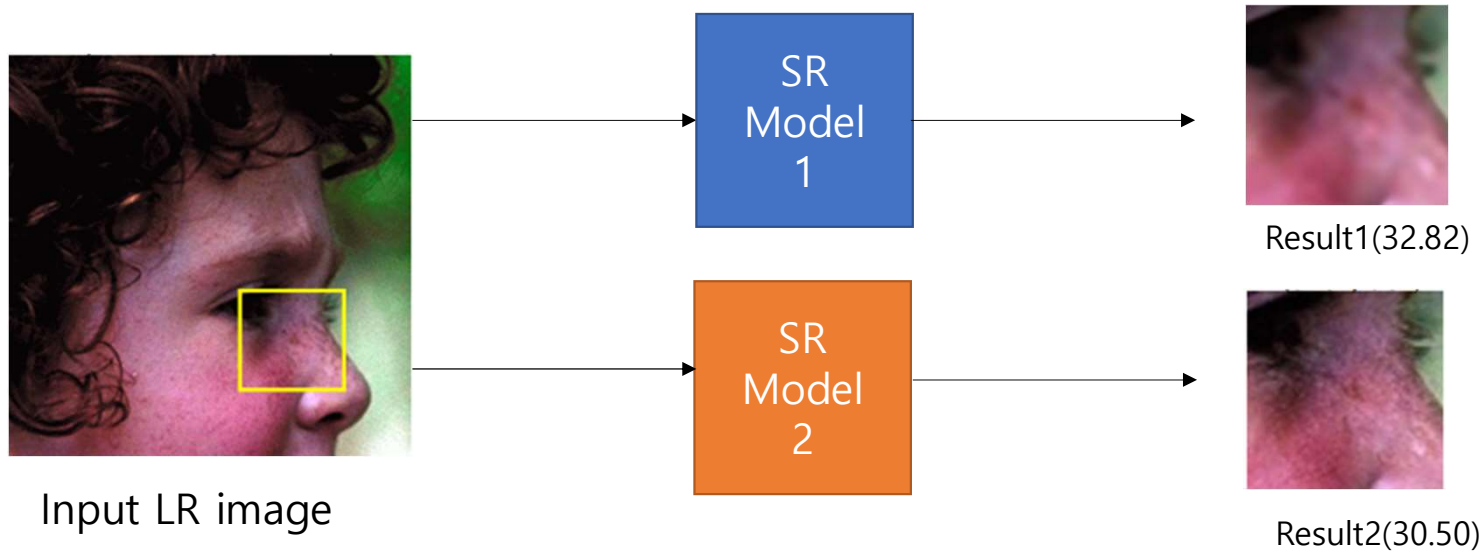 SR
Model
1
Result1(32.82)
SR
Model
2
Input LR image
Result2(30.50)